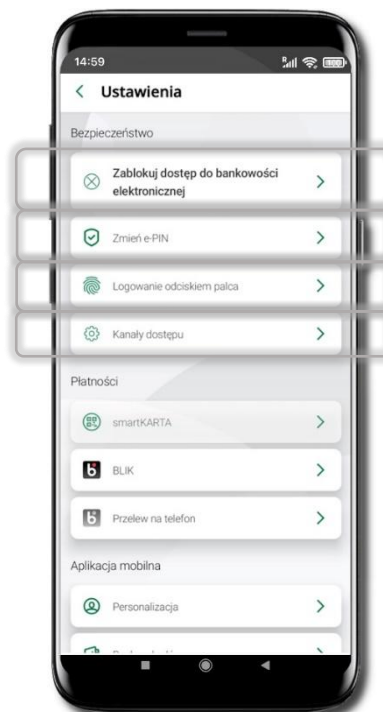 14:59
Ustawienia
Bezpieczeństwo
Zablokuj dostęp do bankowości
elektronicznej
Zmień e-PIN
Logowanie odciskiem palca
Kanały dostępu
Płatności
smartKARTA
BLIK
Przelew na telefon
Aplikacja mobilna
Personalizacja